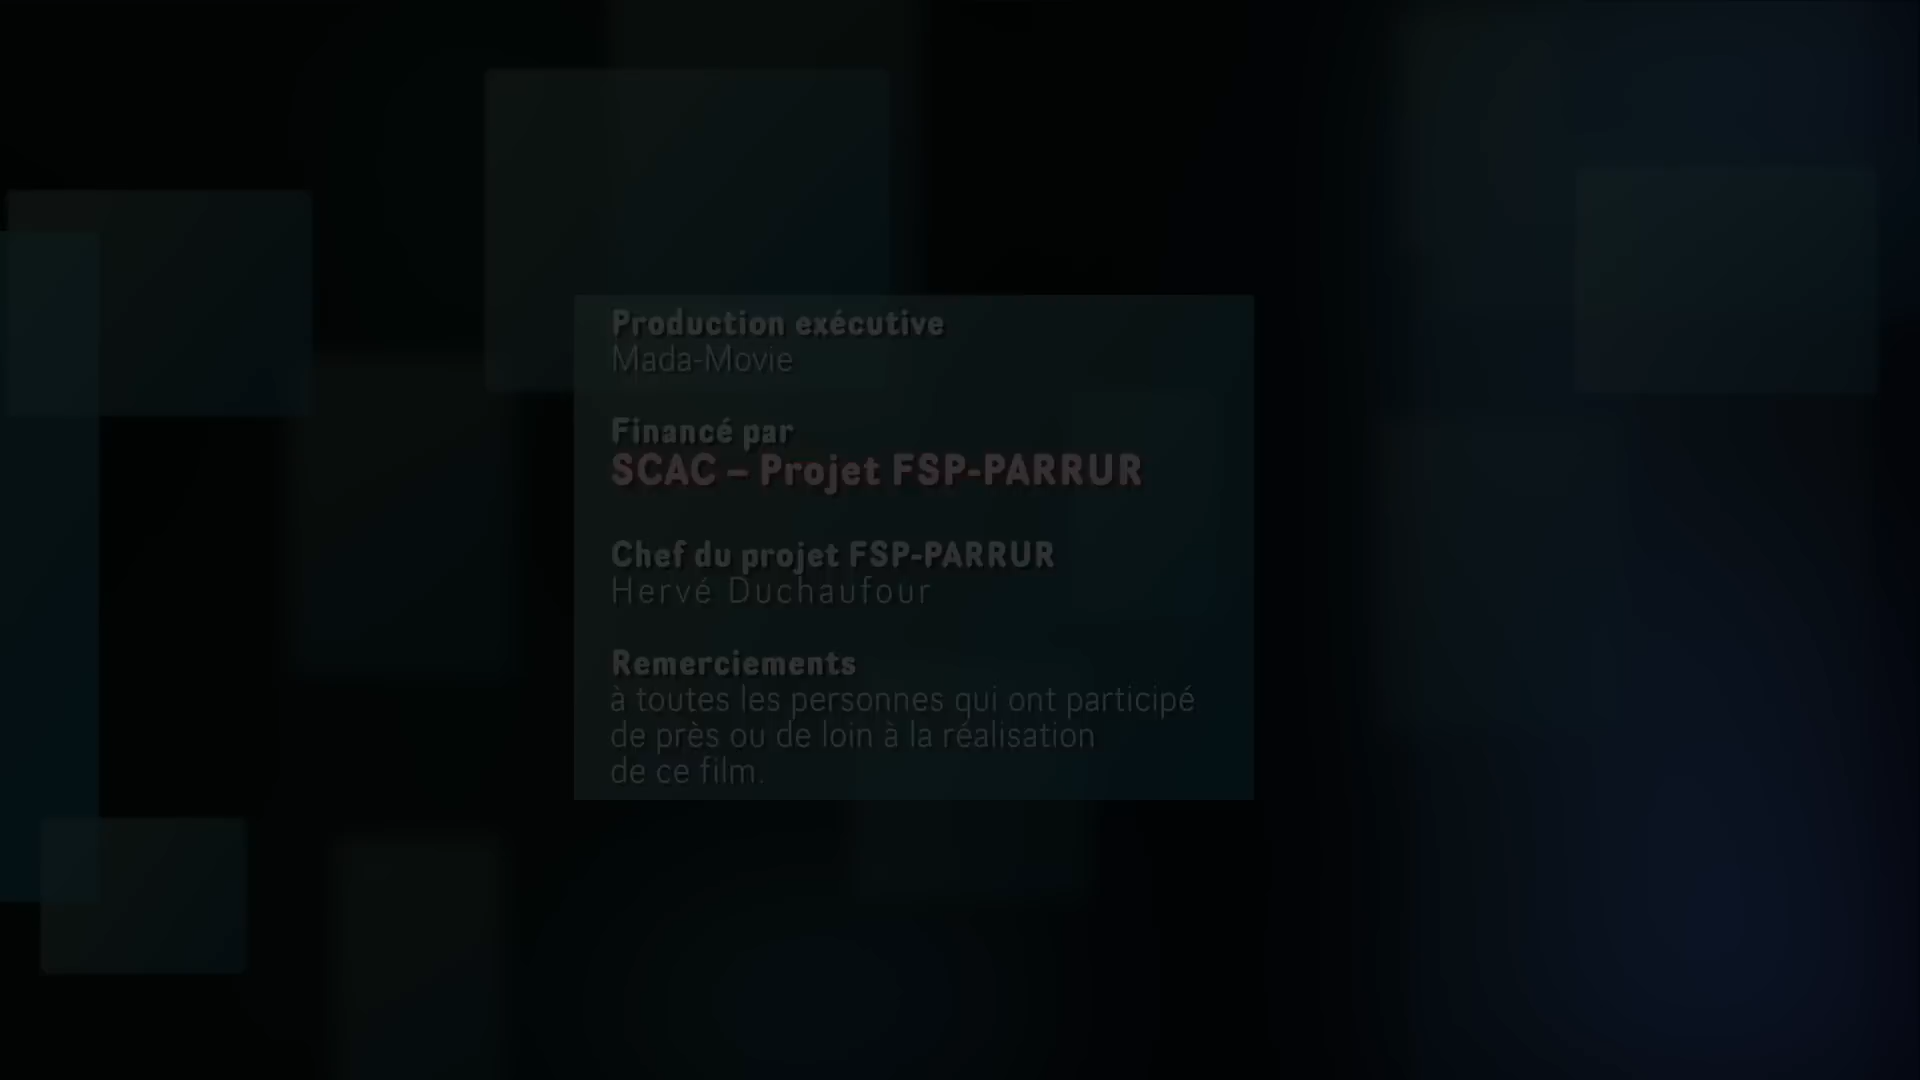 Production exécutive
Mada-Movie
Financé par
SCAC – Projet FSP-PARRUR
Chef du projet FSP-PARRUR
Hervé Duchaufour
Remerciements
à toutes les personnes qui ont participé
de près ou de loin à la réalisation
de ce film.